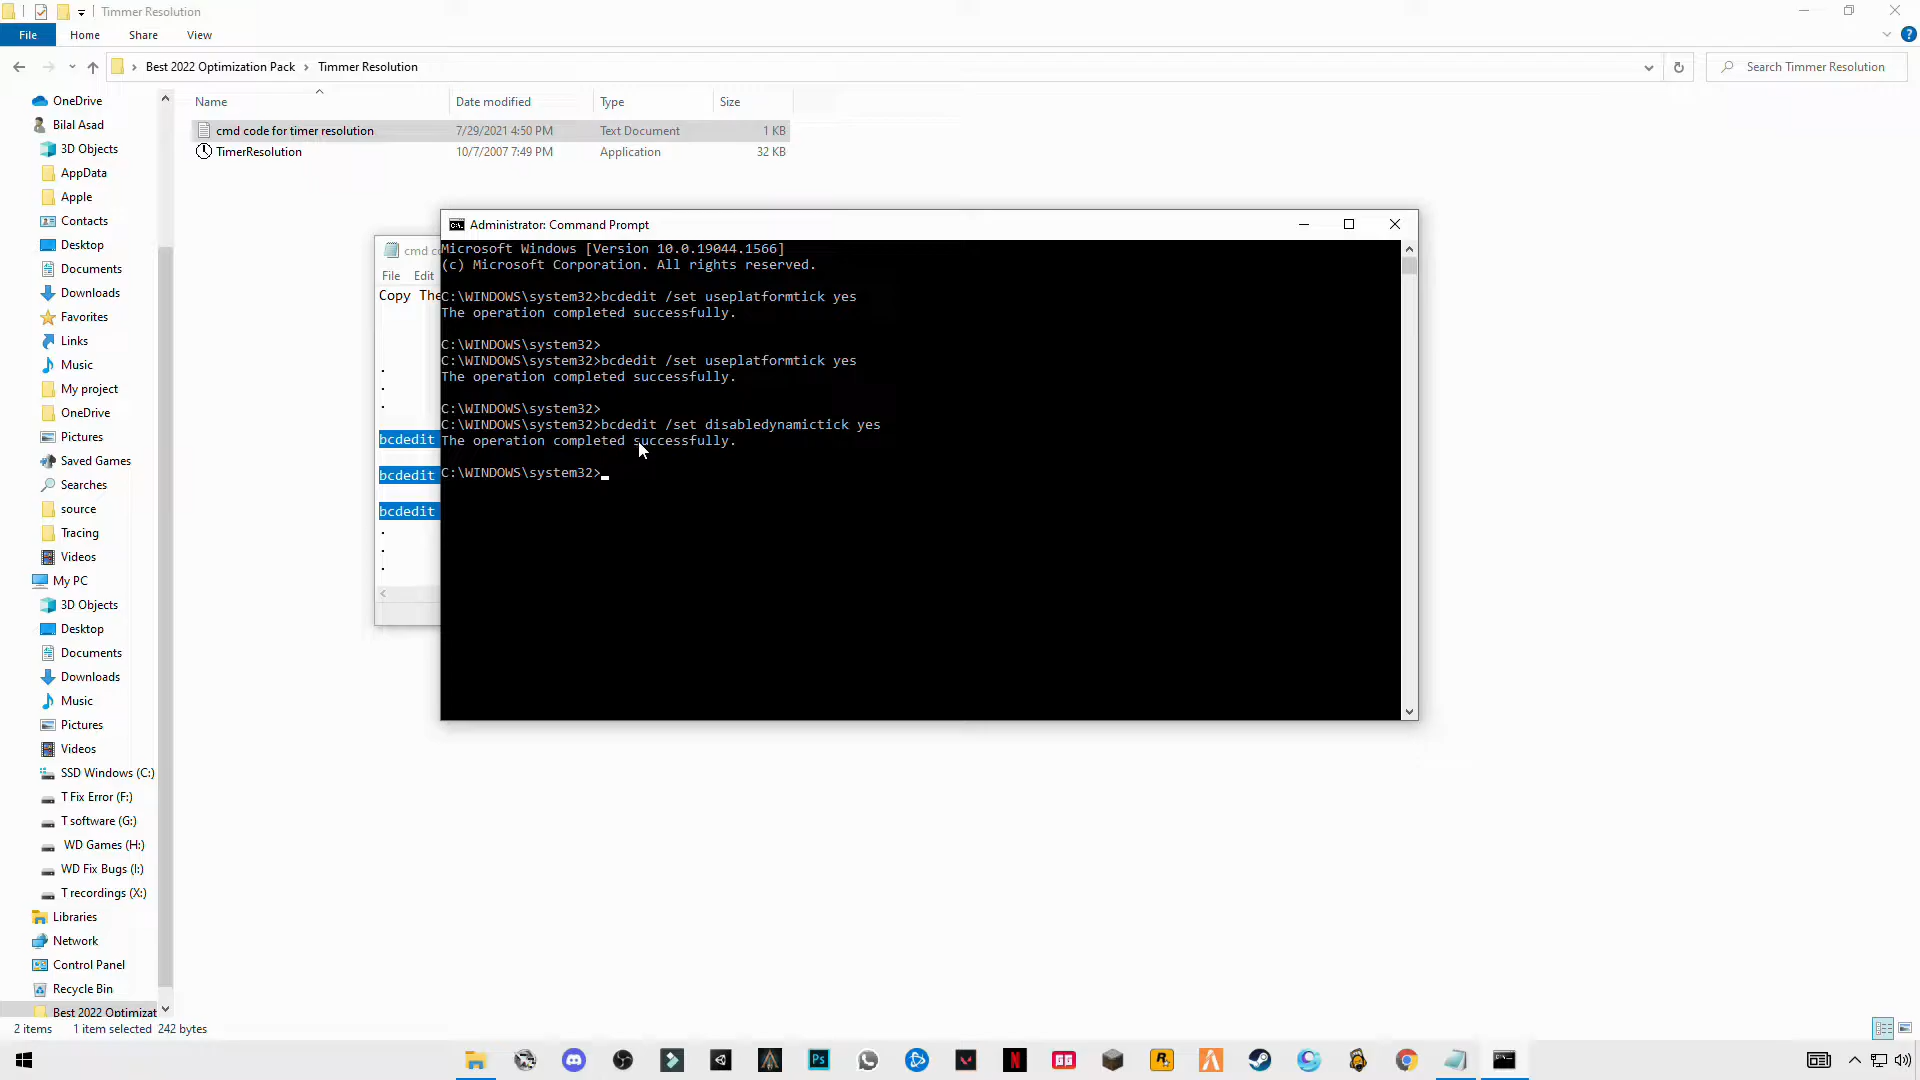 Timmer Resolution
File
Home
Share
View
Best 2022 Optimization Pack
Timmer Resolution
Search Timmer Resolution
Name
Date modified
Type
Size
cmd code for timer resolution
7/29/2021 4:50 PM
Text Document
1 KB
TimerResolution
10/7/2007 7:49 PM
Application
32 KB
OneDrive
Bilal Asad
3D Objects
AppData
Apple
Contacts
Desktop
Documents
Downloads
Favorites
Links
Music
My project
OneDrive
Pictures
Saved Games
Searches
source
Tracing
Videos
My PC
3D Objects
Desktop
Documents
Downloads
Music
Pictures
Videos
SSD Windows (C:)
T Fix Error (F:)
T software (G:)
WD Games (H:)
WD Fix Bugs (I:)
T recordings (X:)
Libraries
Network
Control Panel
Recycle Bin
Best 2022 Optimizat
cmd c
File
Edit
Copy The
.
.
.
bcdedit
bcdedit
bcdedit
.
.
.
Administrator: Command Prompt
Microsoft Windows [Version 10.0.19044.1566]
(c) Microsoft Corporation. All rights reserved.
C:\WINDOWS\system32>bcdedit /set useplatformtick yes
The operation completed successfully.
C:\WINDOWS\system32>
C:\WINDOWS\system32>bcdedit /set useplatformtick yes
The operation completed successfully.
C:\WINDOWS\system32>
C:\WINDOWS\system32>bcdedit /set disabledynamictick yes
The operation completed successfully.
C:\WINDOWS\system32>
2 items
1 item selected
242 bytes
Ps